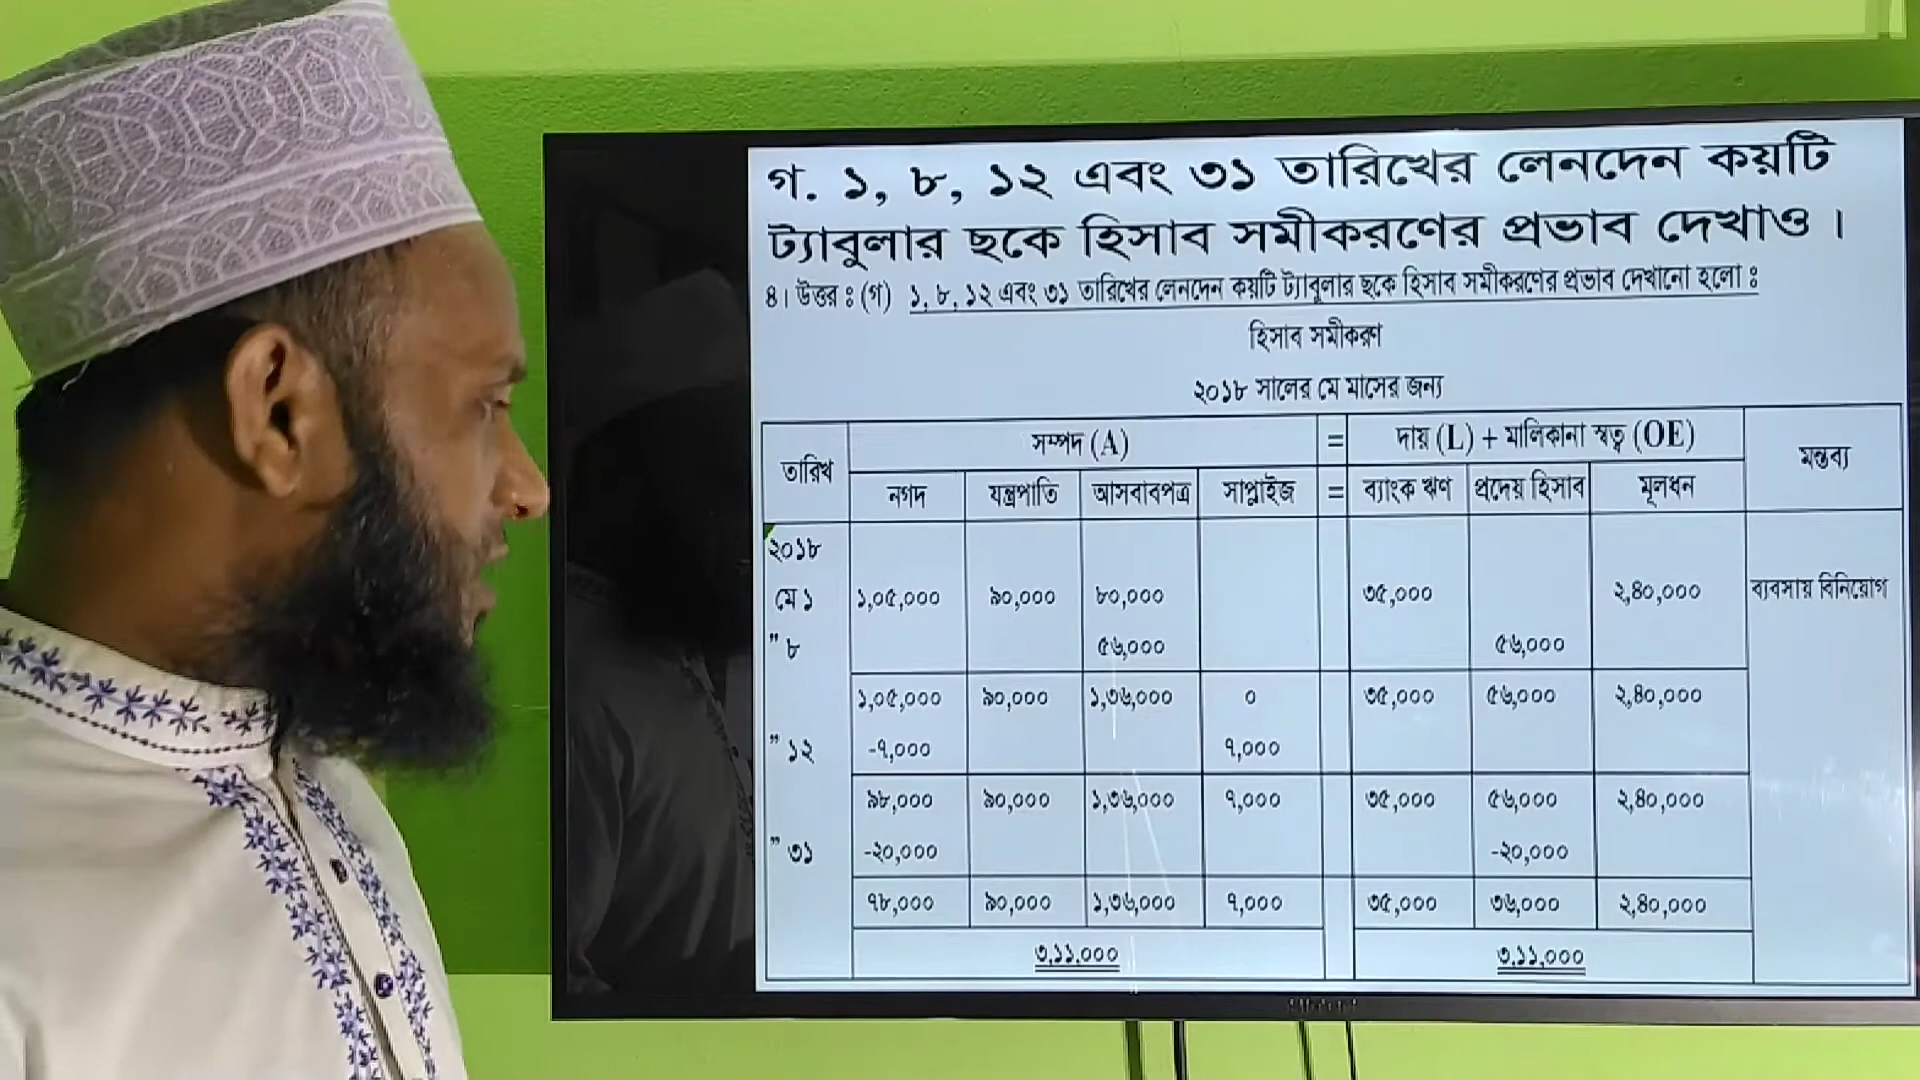 গ. ১, ৮, ১২ এবং ৩১ তারিখের লেনদেন কয়টি
ট্যাবুলার ছকে হিসাব সমীকরণের প্রভাব দেখাও।
৪। উত্তর ঃ (গ) ১, ৮, ১২ এবং ৩১ তারিখের লেনদেন কয়টি ট্যাবুলার ছকে হিসাব সমীকরণের প্রভাব দেখানো হলো ঃ
হিসাব সমীকরণ
২০১৮ সালের মে মাসের জন্য
তারিখ সম্পদ (A) = দায় (L) + মালিকানা স্বত্ব (OE) মন্তব্য
নগদ যন্ত্রপাতি আসবাবপত্র সাপ্লাইজ = ব্যাংক ঋণ প্রদেয় হিসাব মূলধন
২০১৮
মে ১ ১,০৫,০০০ ৯০,০০০ ৮০,০০০ ৩৫,০০০ ২,৪০,০০০ ব্যবসায় বিনিয়োগ
” ৮ ৫৬,০০০ ৫৬,০০০
১,০৫,০০০ ৯০,০০০ ১,৩৬,০০০ ০ ৩৫,০০০ ৫৬,০০০ ২,৪০,০০০
” ১২ -৭,০০০ ৭,০০০
৯৮,০০০ ৯০,০০০ ১,৩৬,০০০ ৭,০০০ ৩৫,০০০ ৫৬,০০০ ২,৪০,০০০
” ৩১ -২০,০০০ -২০,০০০
৭৮,০০০ ৯০,০০০ ১,৩৬,০০০ ৭,০০০ ৩৫,০০০ ৩৬,০০০ ২,৪০,০০০
৩,১১,০০০ ৩,১১,০০০